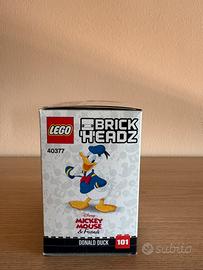 LEGO
BRICK
HEADZ
40377
Disney
MICKEY
MOUSE
& Friends
DONALD DUCK
101
subito